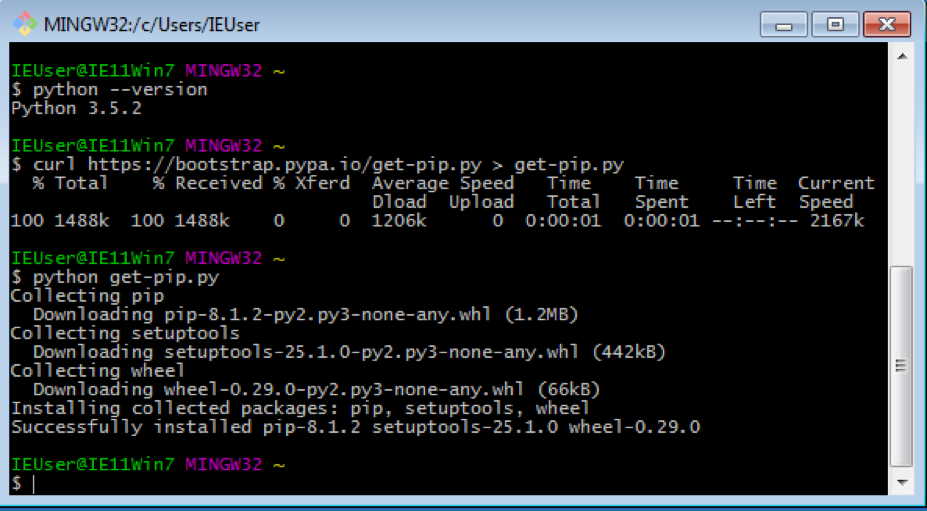 MINGW32:/c/Users/IEUser
IEUser@IE11Win7 MINGW32 ~
$ python --version
Python 3.5.2
IEUser@IE11Win7 MINGW32 ~
$ curl https://bootstrap.pypa.io/get-pip.py > get-pip.py
  % Total    % Received % Xferd  Average Speed   Time    Time     Time  Current
                                 Dload  Upload   Total   Spent    Left  Speed
100 1488k  100 1488k    0     0  1206k      0  0:00:01  0:00:01 --:--:-- 2167k
IEUser@IE11Win7 MINGW32 ~
$ python get-pip.py
Collecting pip
  Downloading pip-8.1.2-py2.py3-none-any.whl (1.2MB)
Collecting setuptools
  Downloading setuptools-25.1.0-py2.py3-none-any.whl (442kB)
Collecting wheel
  Downloading wheel-0.29.0-py2.py3-none-any.whl (66kB)
Installing collected packages: pip, setuptools, wheel
Successfully installed pip-8.1.2 setuptools-25.1.0 wheel-0.29.0
IEUser@IE11Win7 MINGW32 ~
$